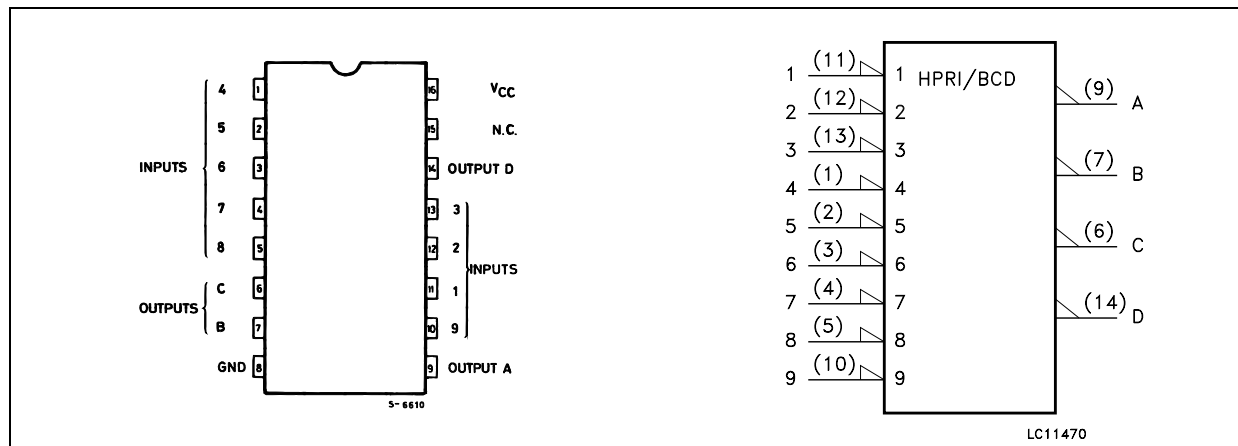 4 1 16 VCC
5 2 15 N.C.
INPUTS 6 3 14 OUTPUT D
7 4 13 3
8 5 12 2
INPUTS
C 6 11 1
OUTPUTS
B 7 10 9
GND 8 9 OUTPUT A
S-6610
HPRI/BCD
1 (11) 1
(9) A
2 (12) 2
3 (13) 3
(7) B
4 (1) 4
5 (2) 5
(6) C
6 (3) 6
7 (4) 7
(14) D
8 (5) 8
9 (10) 9
LC11470